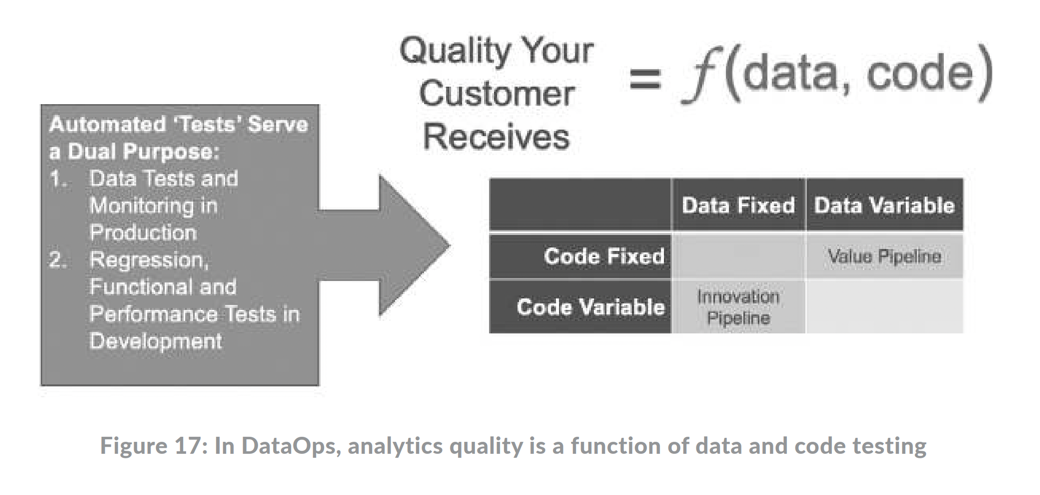 Quality Your
Customer
Receives
= f(data, code)
Automated ‘Tests’ Serve
a Dual Purpose:
1. Data Tests and
Monitoring in
Production
2. Regression,
Functional and
Performance Tests in
Development
Data Fixed Data Variable
Code Fixed Value Pipeline
Code Variable Innovation
Pipeline
Figure 17: In DataOps, analytics quality is a function of data and code testing